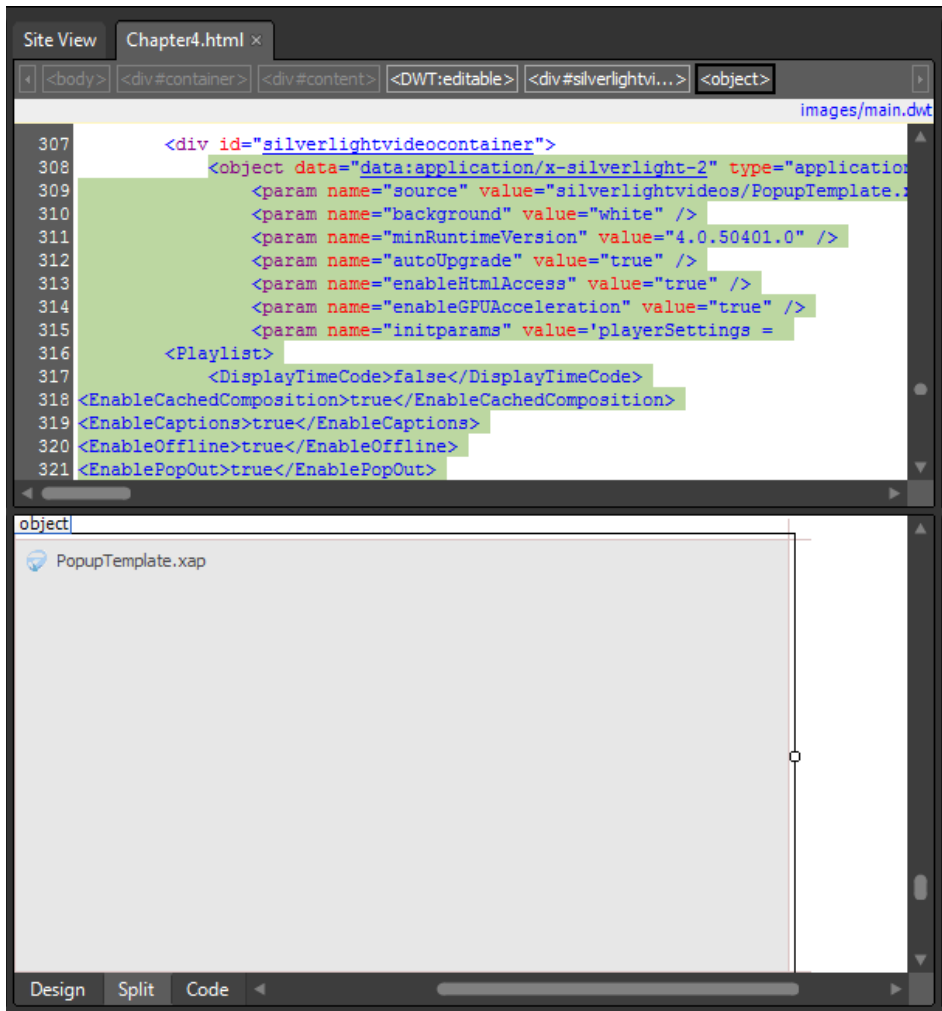 Site View Chapter4.html ×
<body> <div#container> <div#content> <DWT:editable> <div#silverlightvi...> <object>
images/main.dwt
307 <div id="silverlightvideocontainer">
308 <object data="data:application/x-silverlight-2" type="application
309 <param name="source" value="silverlightvideos/PopupTemplate.x
310 <param name="background" value="white" />
311 <param name="minRuntimeVersion" value="4.0.50401.0" />
312 <param name="autoUpgrade" value="true" />
313 <param name="enableHtmlAccess" value="true" />
314 <param name="enableGPUAcceleration" value="true" />
315 <param name="initparams" value='playerSettings =
316 <Playlist>
317 <DisplayTimeCode>false</DisplayTimeCode>
318 <EnableCachedComposition>true</EnableCachedComposition>
319 <EnableCaptions>true</EnableCaptions>
320 <EnableOffline>true</EnableOffline>
321 <EnablePopOut>true</EnablePopOut>
object
PopupTemplate.xap
Design Split Code